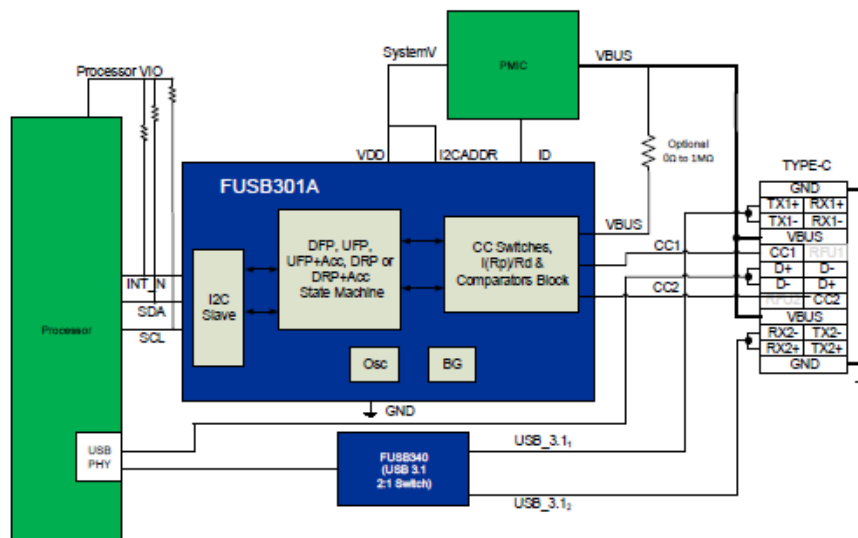 SystemV
PMIC
VBUS
Processor VIO
Optional
0Ω to 1MΩ
VDD
I2CADDR
ID
TYPE-C
FUSB301A
GND
TX1+ RX1+
TX1- RX1-
VBUS
VBUS
CC1
CC1 RFU1
DFP, UFP,
UFP+Acc, DRP or
DRP+Acc
State Machine
CC Switches,
I(Rp)/Rd &
Comparators Block
D+ D-
D- D+
INT_N
I2C
Slave
CC2
RFU2 CC2
SDA
VBUS
Processor
SCL
RX2- TX2-
RX2+ TX2+
Osc
BG
GND
GND
USB
PHY
FUSB340
(USB 3.1
2:1 Switch)
USB_3.1₁
USB_3.1₂